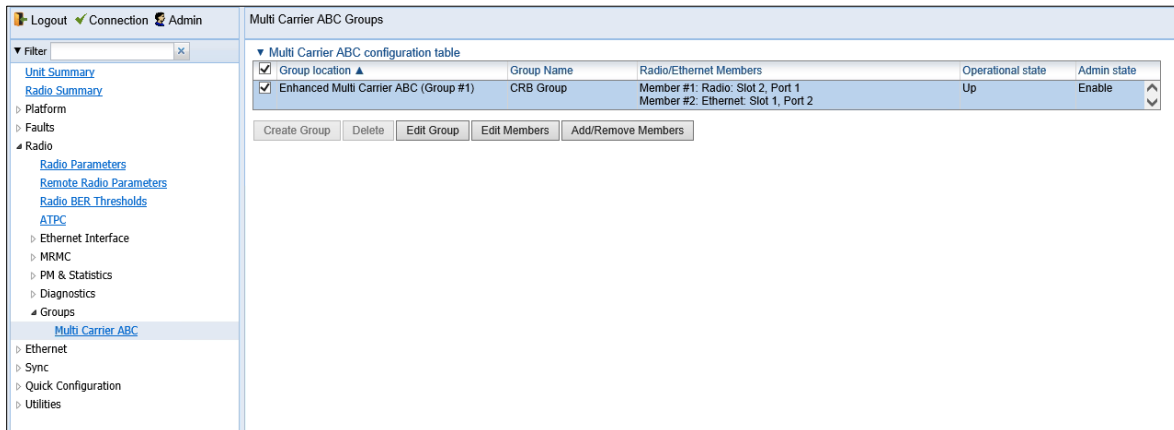 Logout Connection Admin
Filter
Unit Summary
Radio Summary
Platform
Faults
Radio
Radio Parameters
Remote Radio Parameters
Radio BER Thresholds
ATPC
Ethernet Interface
MRMC
PM & Statistics
Diagnostics
Groups
Multi Carrier ABC
Ethernet
Sync
Quick Configuration
Utilities
Multi Carrier ABC Groups
Multi Carrier ABC configuration table
Group location ▲ Group Name Radio/Ethernet Members Operational state Admin state
Enhanced Multi Carrier ABC (Group #1) CRB Group Member #1: Radio: Slot 2, Port 1 Up Enable
Member #2: Ethernet: Slot 1, Port 2
Create Group Delete Edit Group Edit Members Add/Remove Members